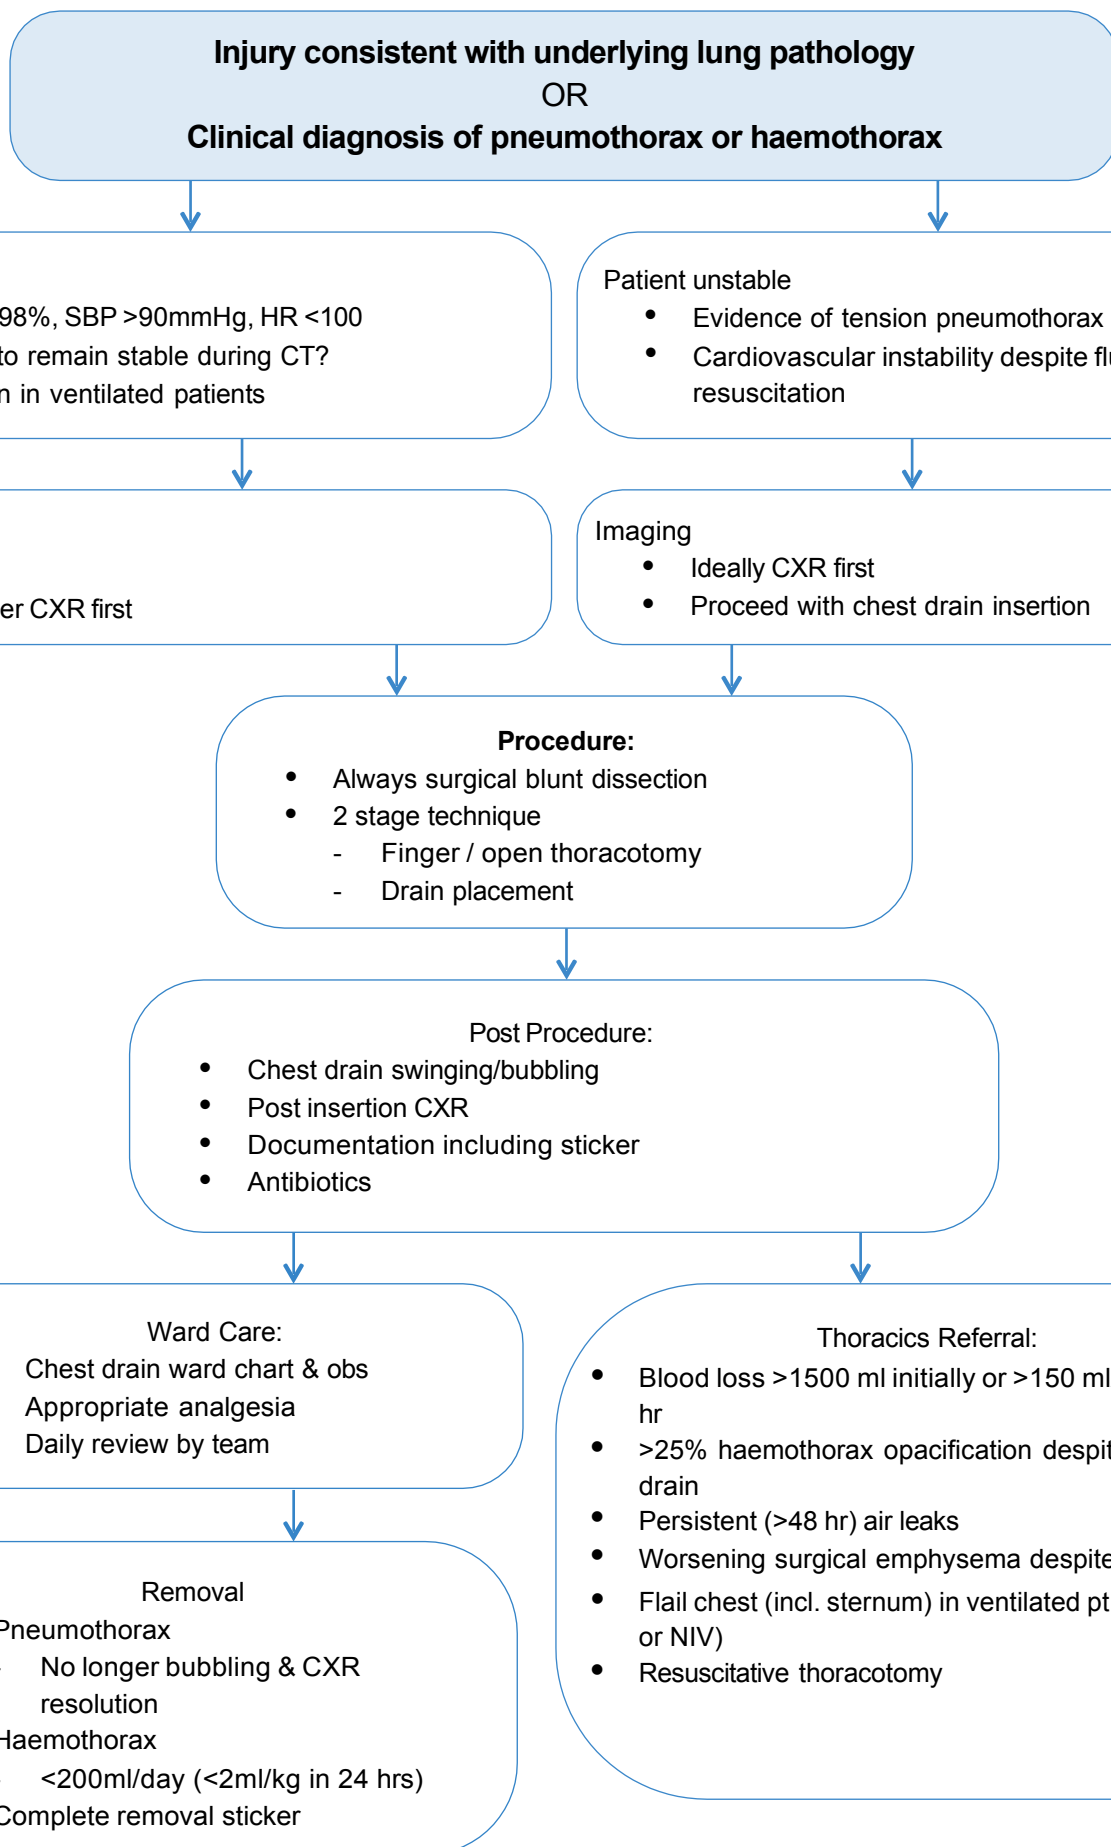 Injury consistent with underlying lung pathology
OR
Clinical diagnosis of pneumothorax or haemothorax
98%, SBP >90mmHg, HR <100
to remain stable during CT?
in ventilated patients
Patient unstable
• Evidence of tension pneumothorax
• Cardiovascular instability despite
resuscitation
CXR first
Imaging
• Ideally CXR first
• Proceed with chest drain insertion
Procedure:
• Always surgical blunt dissection
• 2 stage technique
- Finger / open thoracotomy
- Drain placement
Post Procedure:
• Chest drain swinging/bubbling
• Post insertion CXR
• Documentation including sticker
• Antibiotics
Ward Care:
Chest drain ward chart & obs
Appropriate analgesia
Daily review by team
Thoracics Referral:
• Blood loss >1500 ml initially or >150 ml
hr
• >25% haemothorax opacification
drain
• Persistent (>48 hr) air leaks
• Worsening surgical emphysema despite
• Flail chest (incl. sternum) in ventilated pt
or NIV)
• Resuscitative thoracotomy
Removal
Pneumothorax
- No longer bubbling & CXR
resolution
Haemothorax
- <200ml/day (<2ml/kg in 24 hrs)
Complete removal sticker